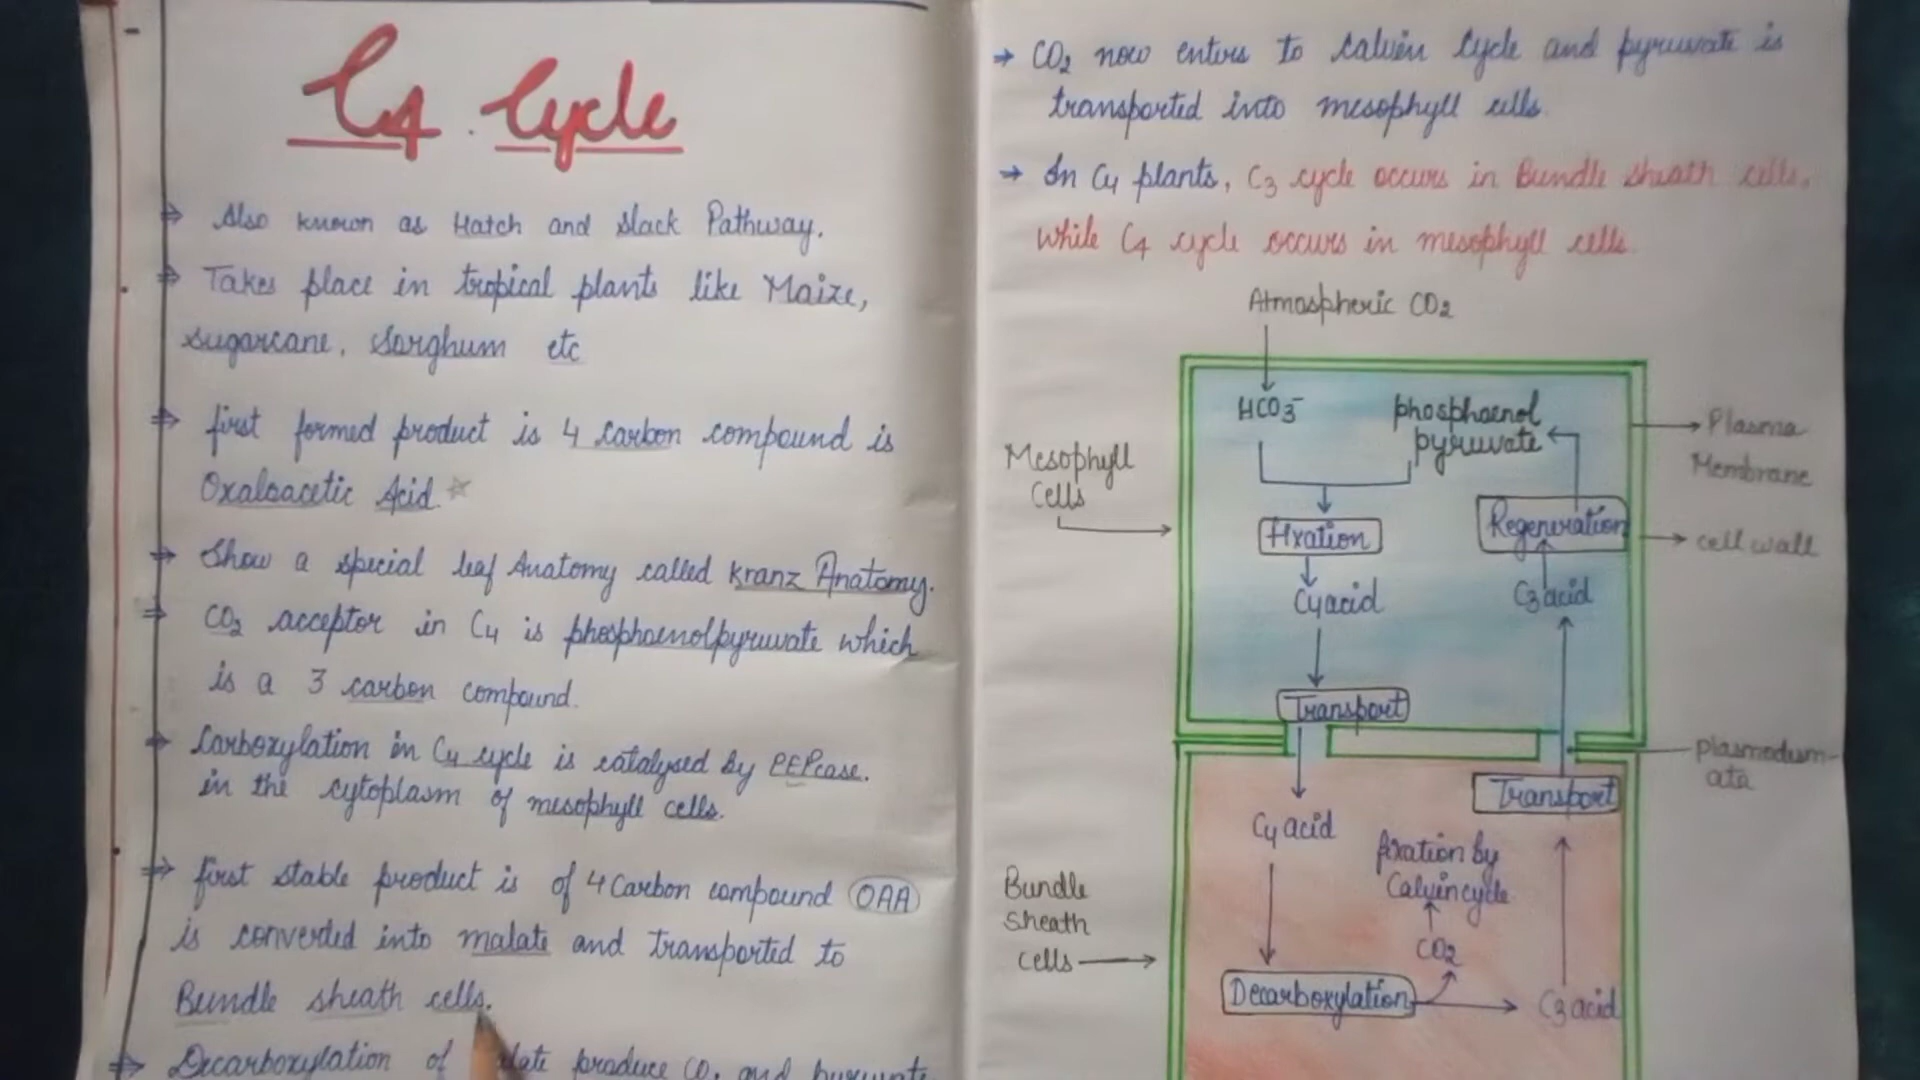 C4 Cycle
⇒ Also known as Hatch and Slack Pathway.
⇒ Takes place in tropical plants like Maize,
sugarcane, Sorghum etc
⇒ first formed product is 4 carbon compound is
Oxaloacetic Acid. ☆
→ Show a special leaf Anatomy called Kranz Anatomy.
⇒ CO2 acceptor in C4 is phosphoenolpyruvate which
is a 3 carbon compound.
→ Carboxylation in C4 cycle is catalysed by PEPcase.
in the cytoplasm of mesophyll cells.
→ first stable product is of 4 Carbon compound OAA
is converted into malate and transported to
Bundle sheath cells.
⇒ Decarboxylation of produce CO2 and pyruvate
→ CO2 now enters to Calvin Cycle and pyruvate is
transported into mesophyll cells.
→ In C4 plants, C3 cycle occurs in Bundle sheath cells,
while C4 cycle occurs in mesophyll cells.
Atmospheric CO2
HCO3-
phosphoenol
pyruvate
Plasma
Membrane
Mesophyll
Cells
Fixation
Regeneration
cell wall
C4 acid
C3 acid
Transport
plasmodesm-
ata
Transport
C4 acid
fixation by
Calvin cycle
Bundle
Sheath
cells
CO2
Decarboxylation
C3 acid